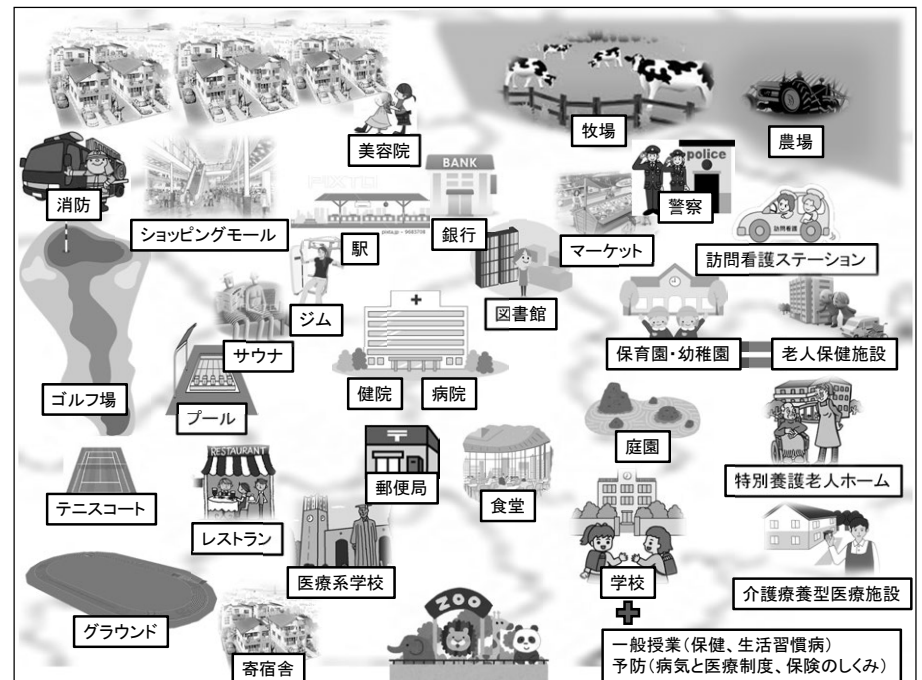 美容院
牧場
農場
BANK
police
消防
ショッピングモール
駅
銀行
マーケット
警察
訪問看護
訪問看護ステーション
ジム
図書館
サウナ
保育園・幼稚園
老人保健施設
ゴルフ場
プール
健院
病院
庭園
RESTAURANT
テニスコート
レストラン
郵便局
食堂
特別養護老人ホーム
医療系学校
学校
介護療養型医療施設
グラウンド
寄宿舎
ZOO
一般授業(保健、生活習慣病)
予防(病気と医療制度、保険のしくみ)